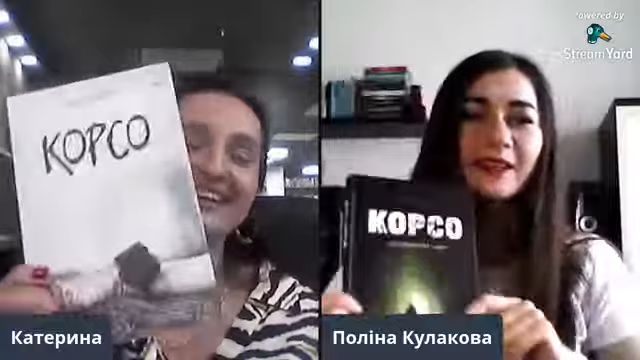 Powered by
StreamYard
КОРСО
КОРСО
Катерина
Поліна Кулакова